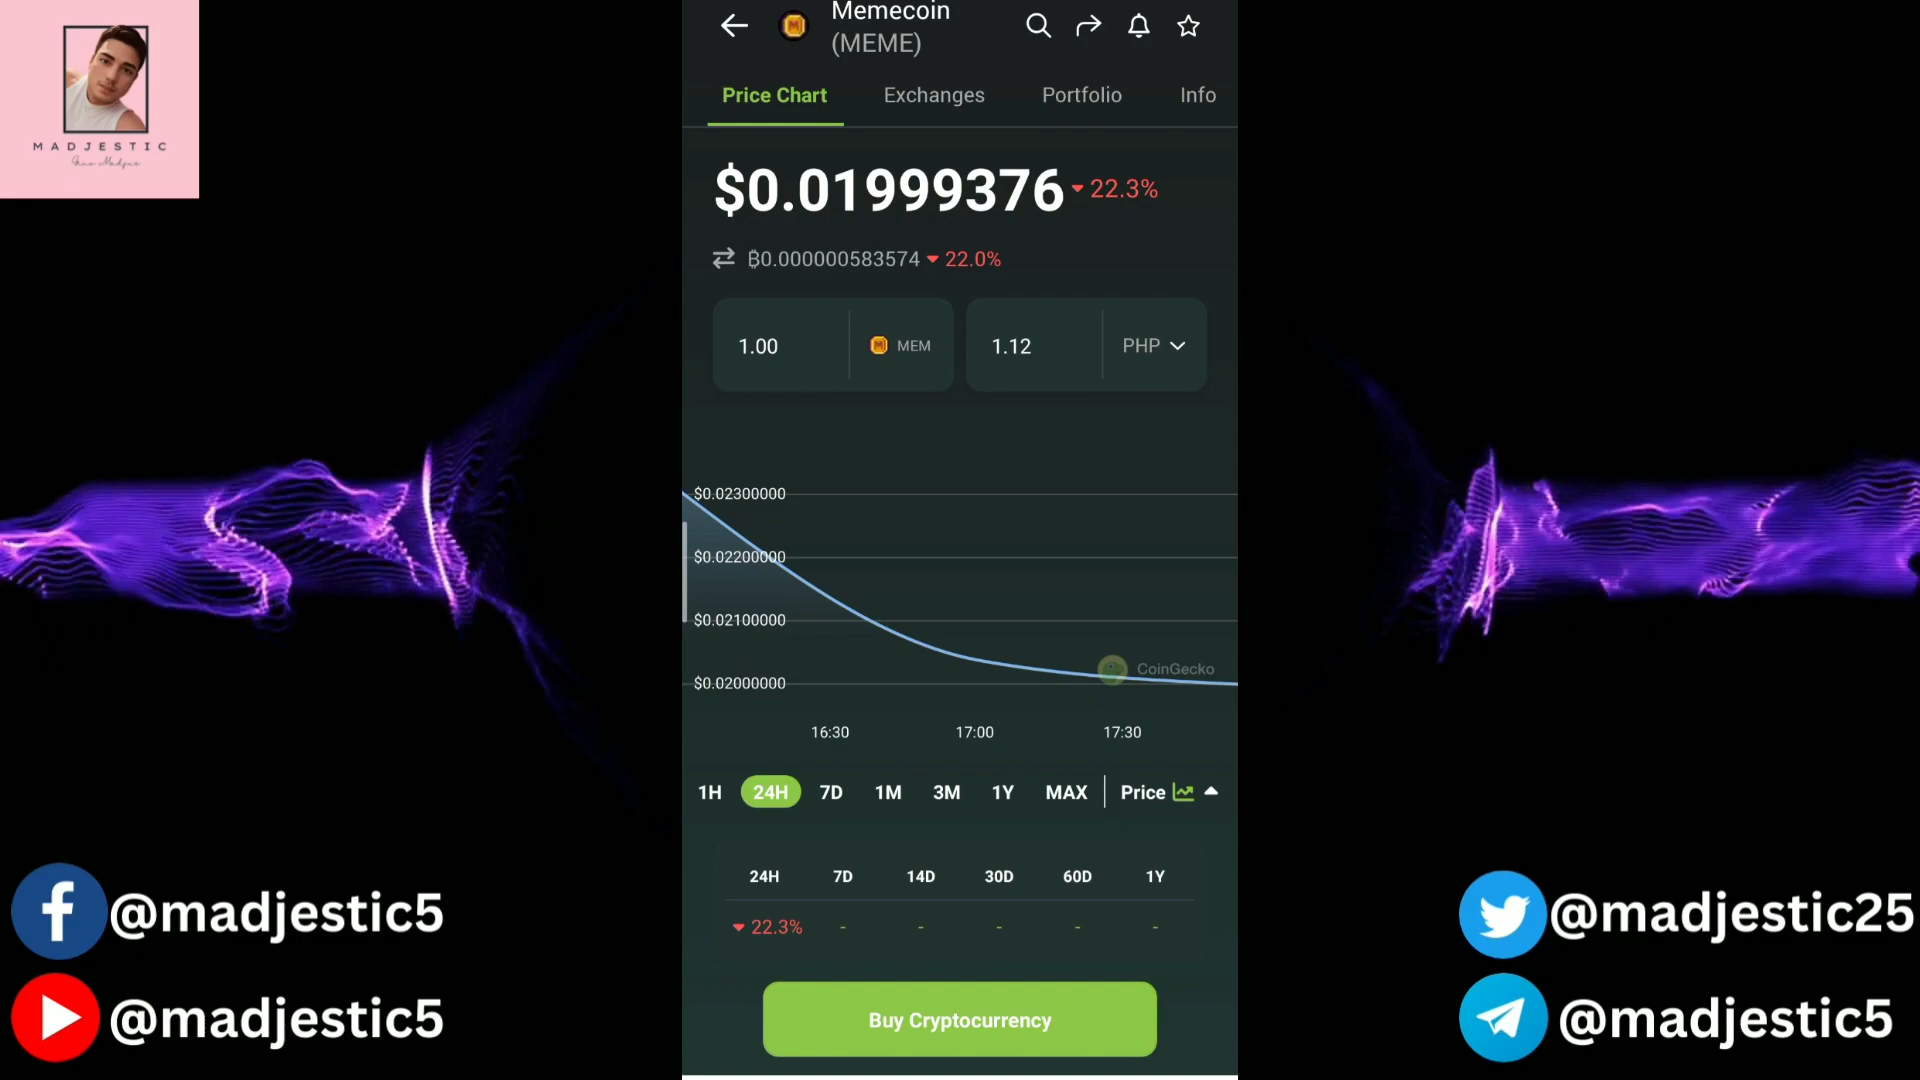 MADJESTIC
Memecoin
(MEME)
Price Chart
Exchanges
Portfolio
Info
$0.01999376 22.3%
₿0.000000583574 22.0%
1.00 MEM
1.12 PHP
$0.02300000
$0.02200000
$0.02100000
$0.02000000
CoinGecko
16:30 17:00 17:30
1H 24H 7D 1M 3M 1Y MAX Price
24H 7D 14D 30D 60D 1Y
22.3% - - - - -
Buy Cryptocurrency
@madjestic5
@madjestic5
@madjestic25
@madjestic5